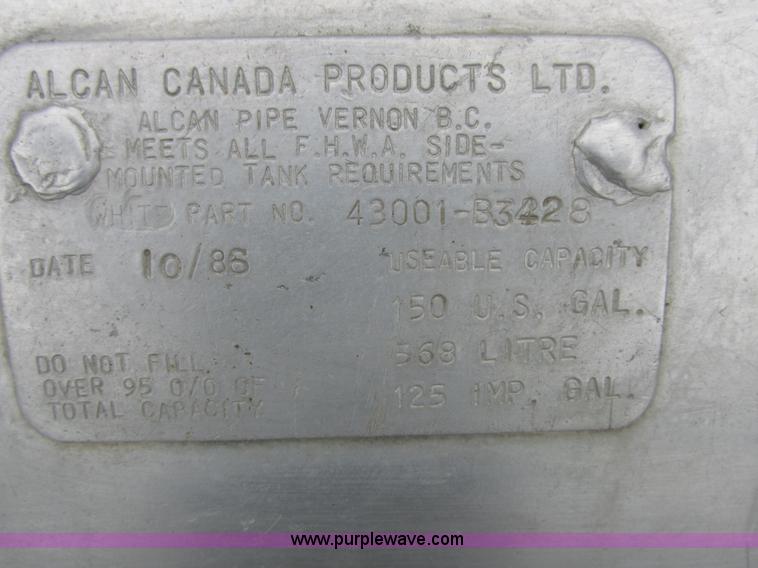 ALCAN CANADA PRODUCTS LTD.
ALCAN PIPE VERNON B.C.
MEETS ALL F.H.W.A. SIDE-
MOUNTED TANK REQUIREMENTS
WHITE PART NO. 43001-B3428
DATE 10/86 USEABLE CAPACITY
150 U.S. GAL.
568 LITRE
125 IMP. GAL.
DO NOT FILL
OVER 95 0/0 OF
TOTAL CAPACITY
www.purplewave.com